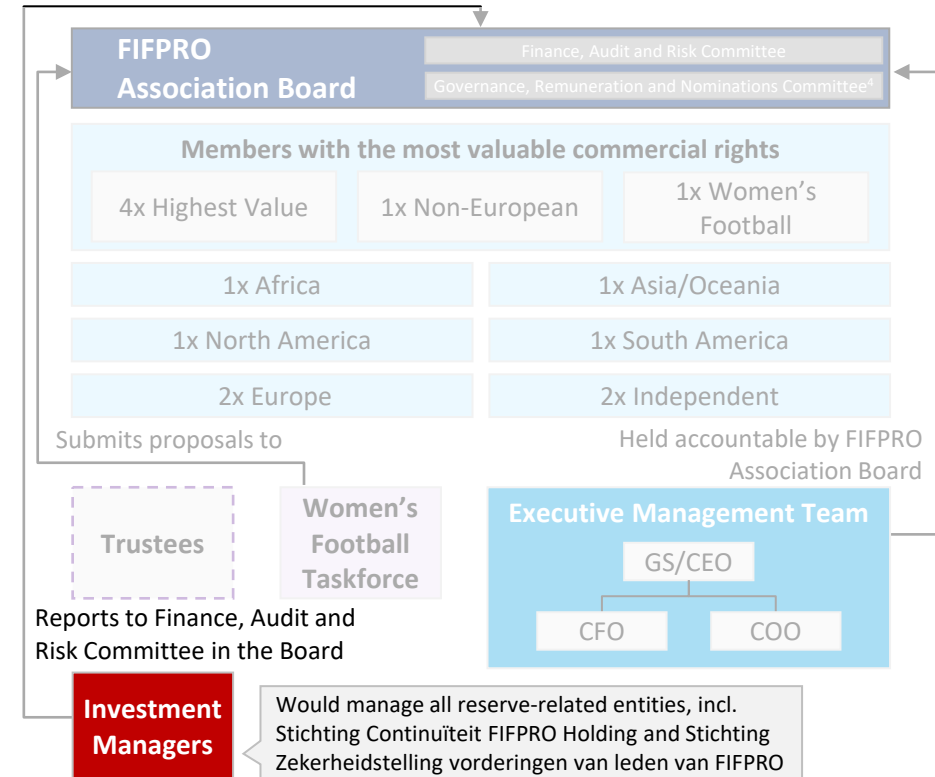 FIFPRO
Association Board
Finance, Audit and Risk Committee
Governance, Remuneration and Nominations Committee⁴
Members with the most valuable commercial rights
4x Highest Value
1x Non-European
1x Women's
Football
1x Africa
1x Asia/Oceania
1x North America
1x South America
2x Europe
2x Independent
Submits proposals to
Held accountable by FIFPRO
Association Board
Trustees
Women's
Football
Taskforce
Executive Management Team
GS/CEO
CFO
COO
Reports to Finance, Audit and
Risk Committee in the Board
Investment
Managers
Would manage all reserve-related entities, incl.
Stichting Continuïteit FIFPRO Holding and Stichting
Zekerheidstelling vorderingen van leden van FIFPRO